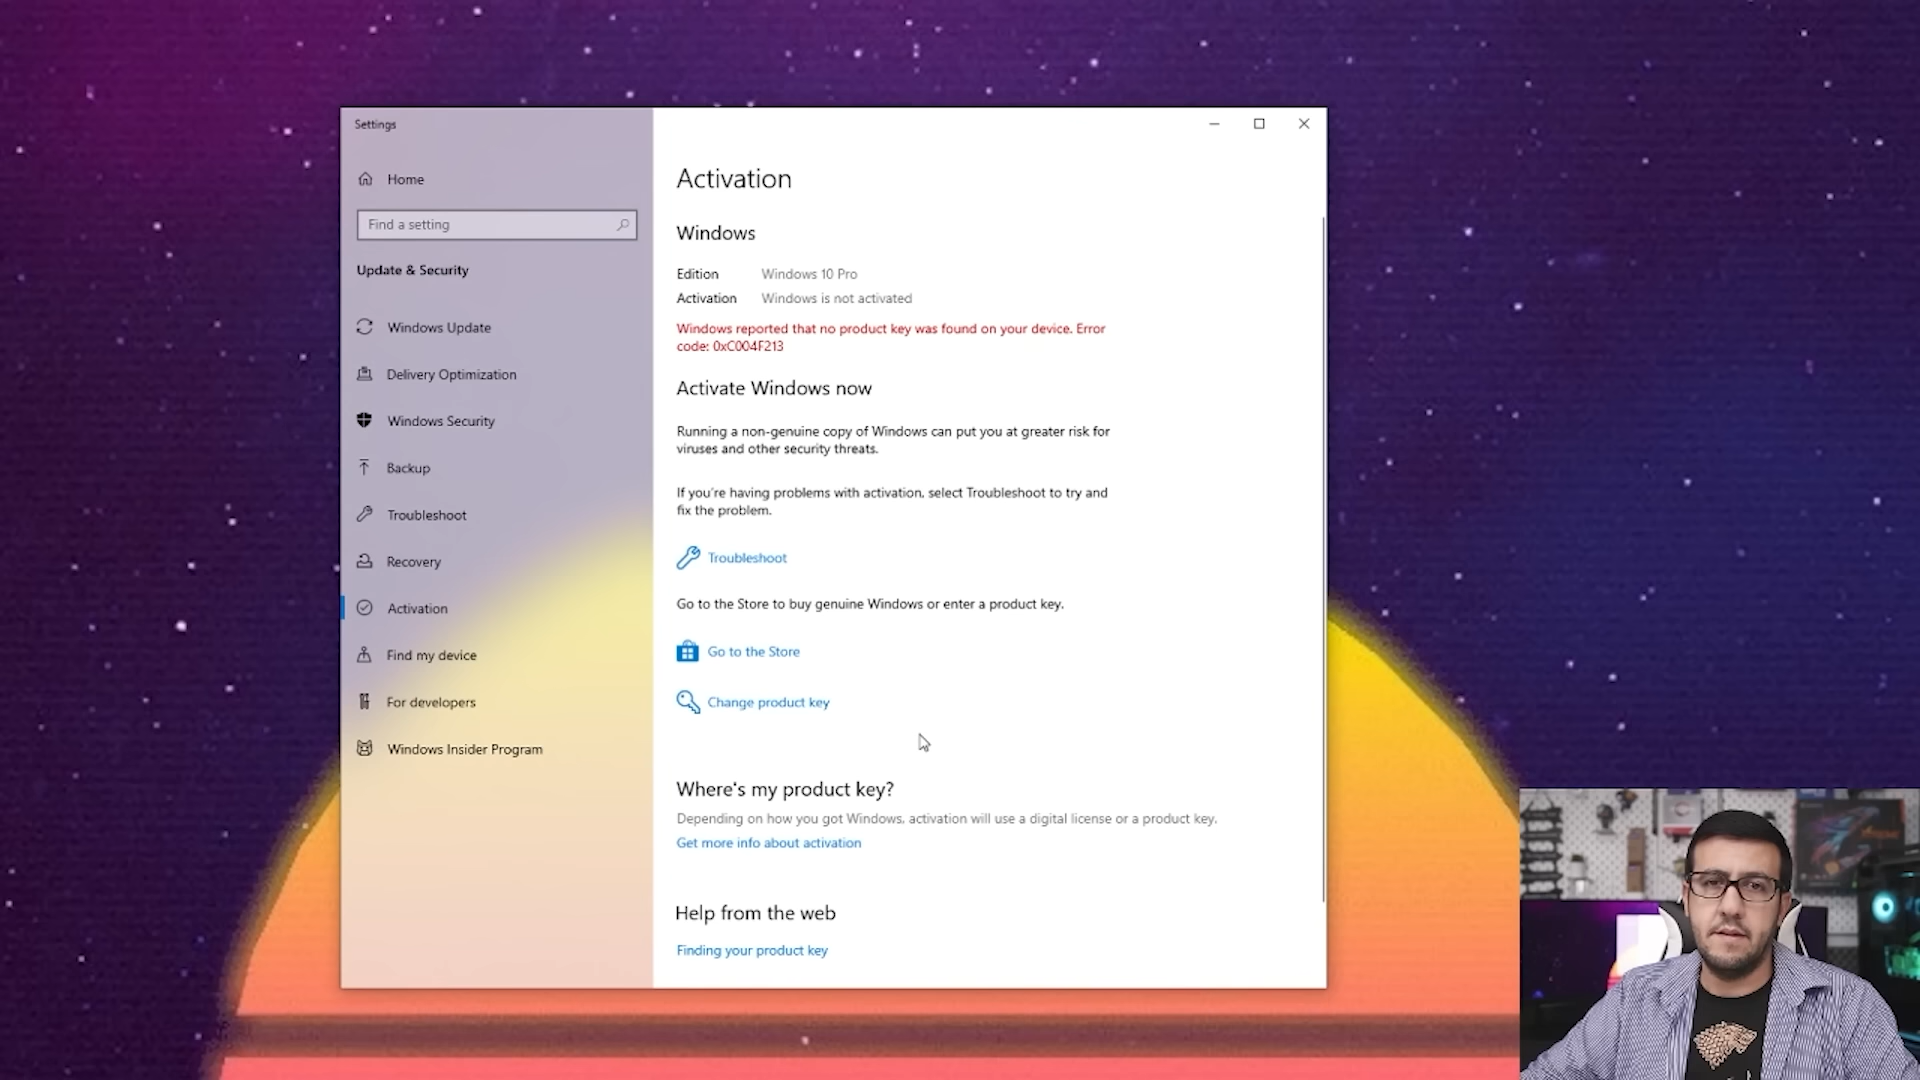 Settings
Home
Find a setting
Update & Security
Windows Update
Delivery Optimization
Windows Security
Backup
Troubleshoot
Recovery
Activation
Find my device
For developers
Windows Insider Program
Activation
Windows
Edition Windows 10 Pro
Activation Windows is not activated
Windows reported that no product key was found on your device. Error
code: 0xC004F213
Activate Windows now
Running a non-genuine copy of Windows can put you at greater risk for
viruses and other security threats.
If you're having problems with activation, select Troubleshoot to try and
fix the problem.
Troubleshoot
Go to the Store to buy genuine Windows or enter a product key.
Go to the Store
Change product key
Where's my product key?
Depending on how you got Windows, activation will use a digital license or a product key.
Get more info about activation
Help from the web
Finding your product key